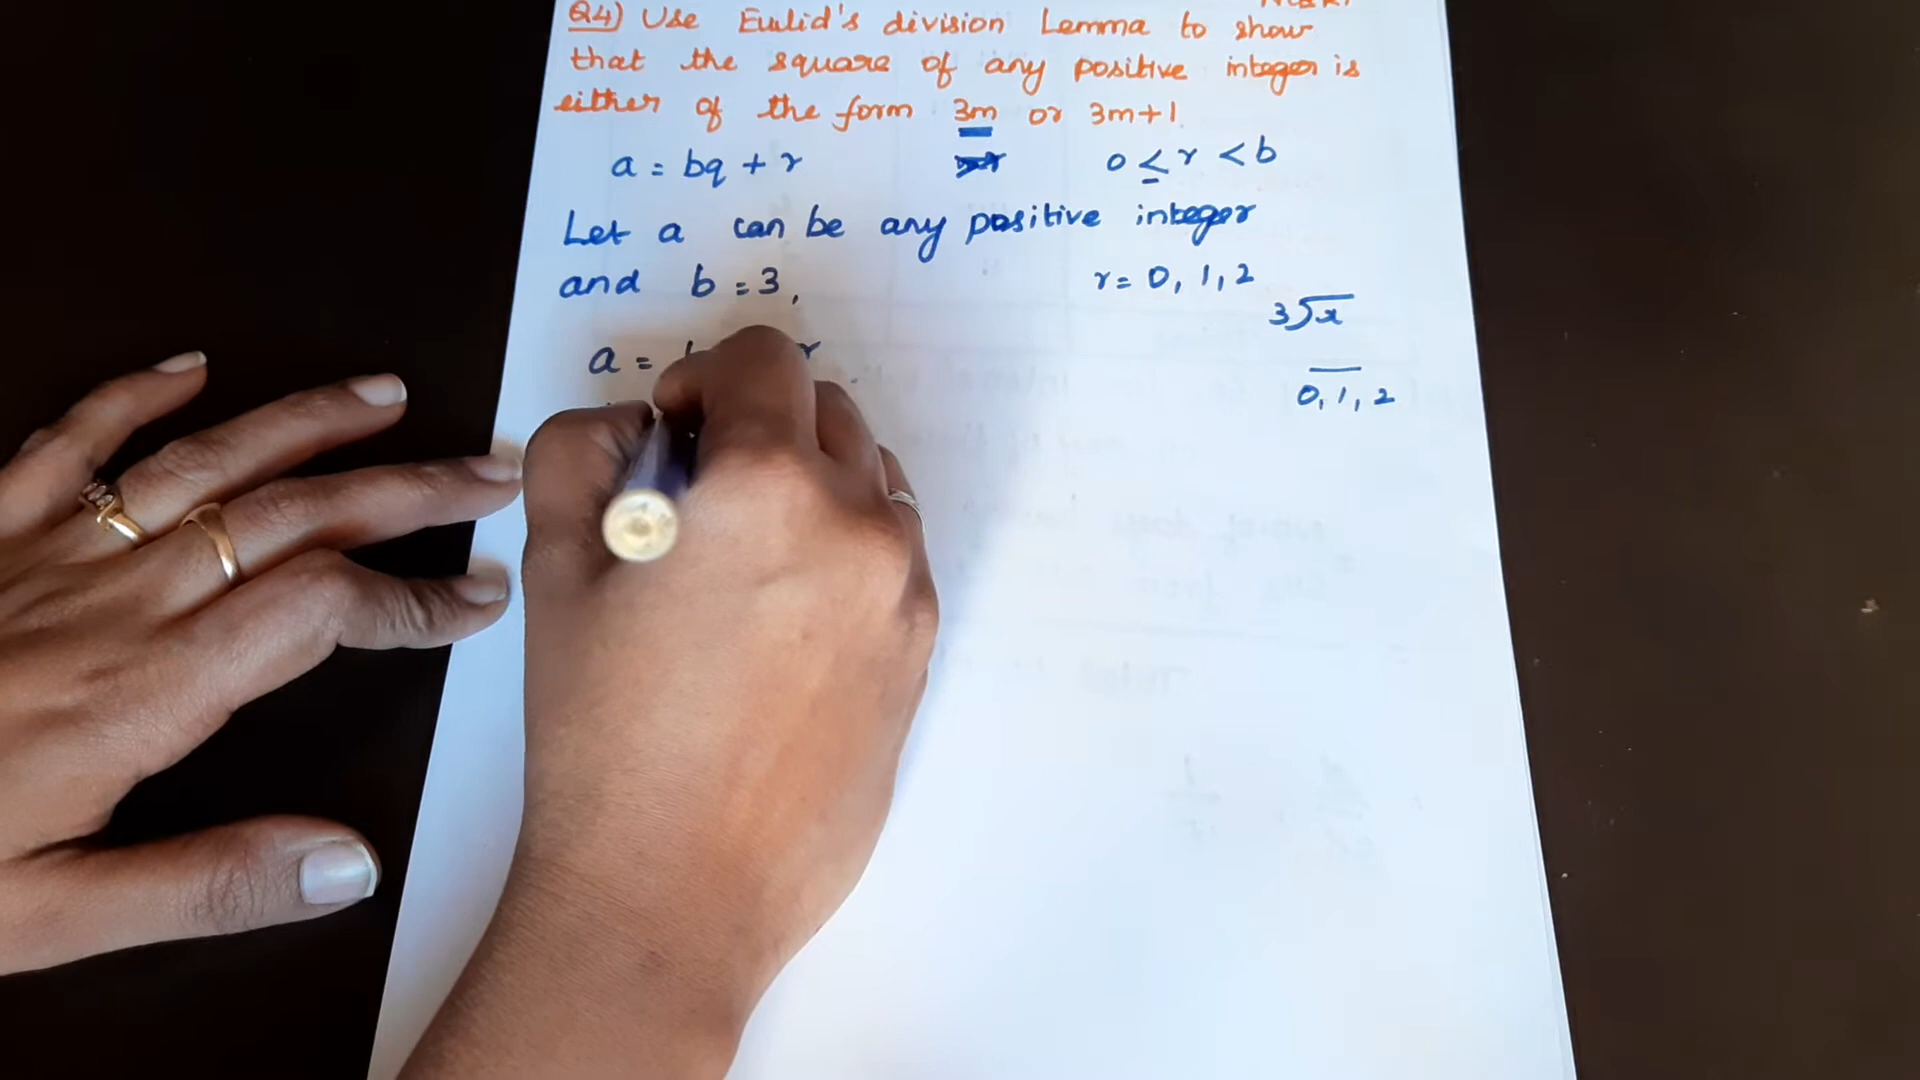 Q4) Use Eulid's division Lemma to show
that the square of any positive integer is
either of the form 3m or 3m+1
a = bq + r 0 ≤ r < b
Let a can be any positive integer
and b = 3, r = 0, 1, 2
3 x
a = r
0, 1, 2